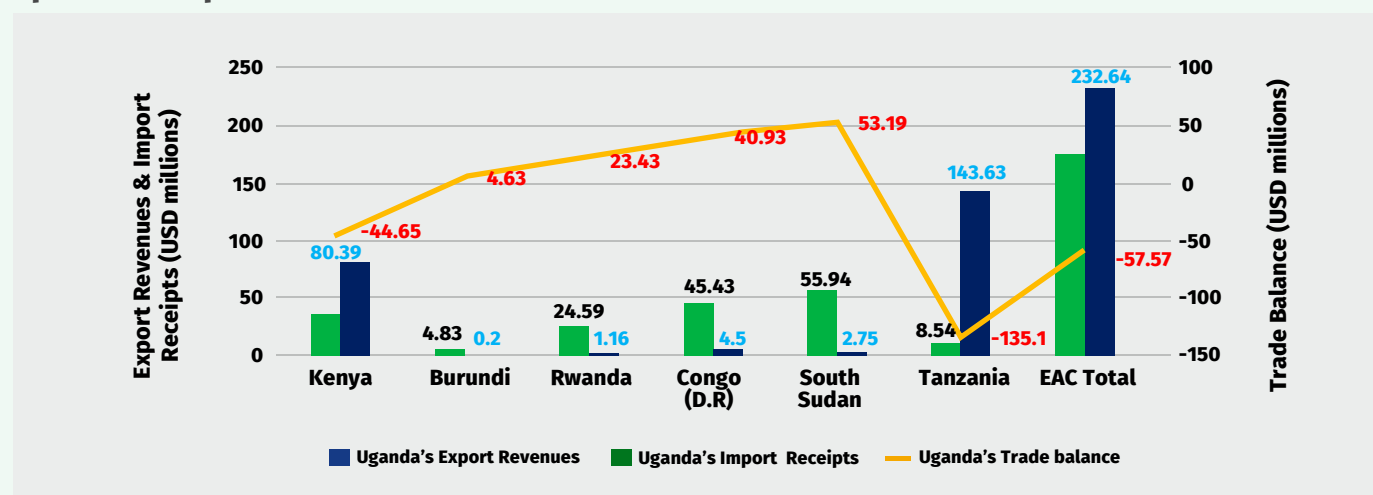 250
200
150
100
50
0
100
50
0
-50
-100
-150
Export Revenues & Import
Receipts (USD millions)
Trade Balance (USD millions)
80.39
-44.65
4.83
0.2
4.63
24.59
1.16
23.43
45.43
4.5
40.93
55.94
2.75
53.19
8.54
143.63
-135.1
232.64
-57.57
Kenya
Burundi
Rwanda
Congo
(D.R)
South
Sudan
Tanzania
EAC Total
Uganda's Export Revenues
Uganda's Import Receipts
Uganda's Trade balance